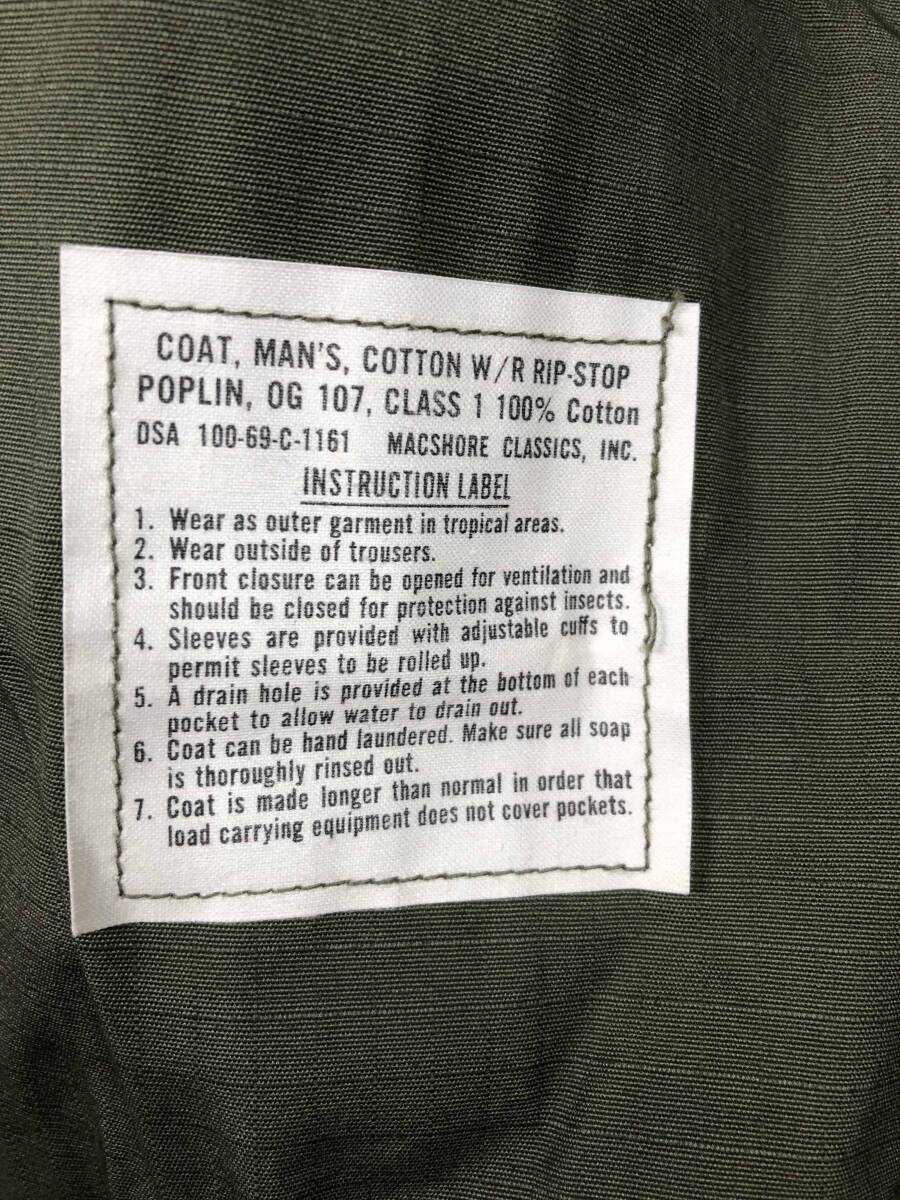 COAT, MAN'S, COTTON W/R RIP-STOP
POPLIN, OG 107, CLASS 1 100% Cotton
DSA 100-69-C-1161 MACSHORE CLASSICS, INC.
INSTRUCTION LABEL
1. Wear as outer garment in tropical areas.
2. Wear outside of trousers.
3. Front closure can be opened for ventilation and
should be closed for protection against insects.
4. Sleeves are provided with adjustable cuffs to
permit sleeves to be rolled up.
5. A drain hole is provided at the bottom of each
pocket to allow water to drain out.
6. Coat can be hand laundered. Make sure all soap
is thoroughly rinsed out.
7. Coat is made longer than normal in order that
load carrying equipment does not cover pockets.